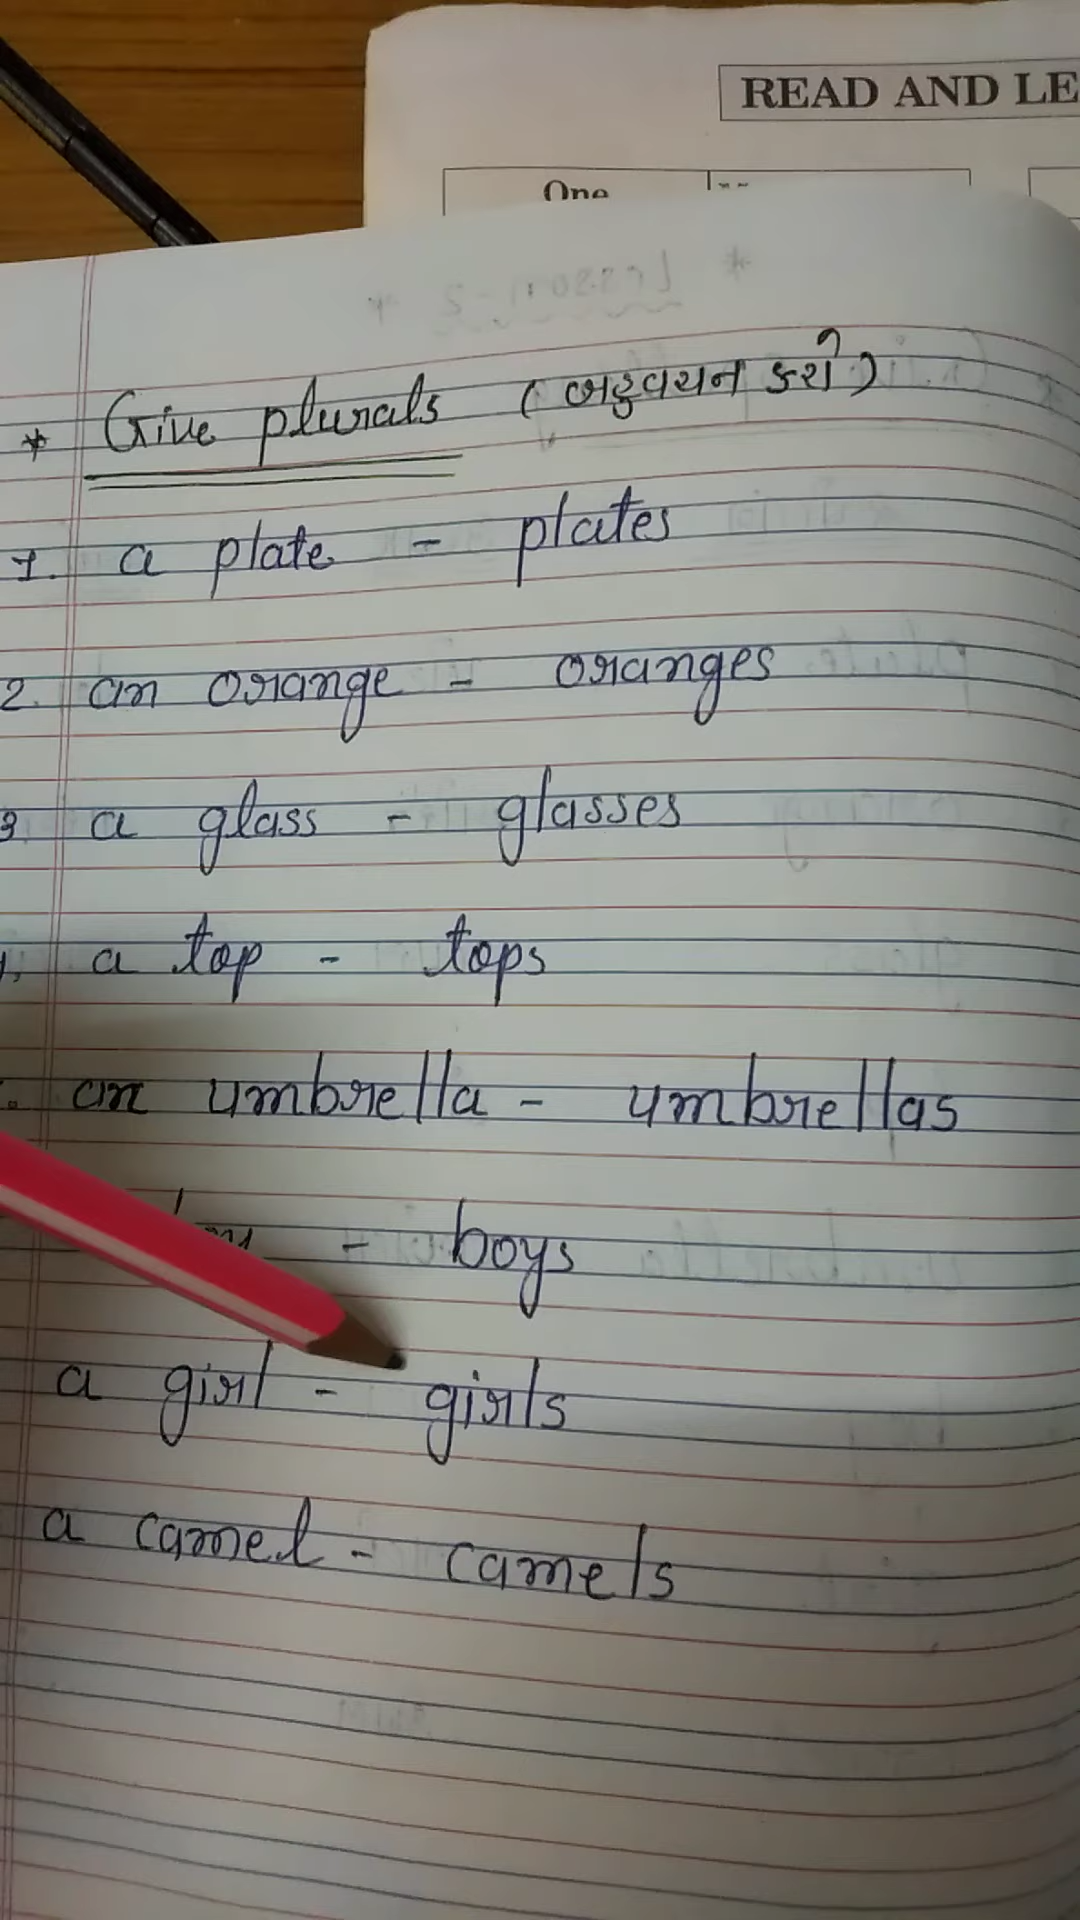 READ AND LE
One
* Give plurals (બહુવચન કરો)
1. a plate - plates
2. an orange - oranges
3. a glass - glasses
a top - tops
an umbrella - umbrellas
- boys
a girl - girls
a camel - camels